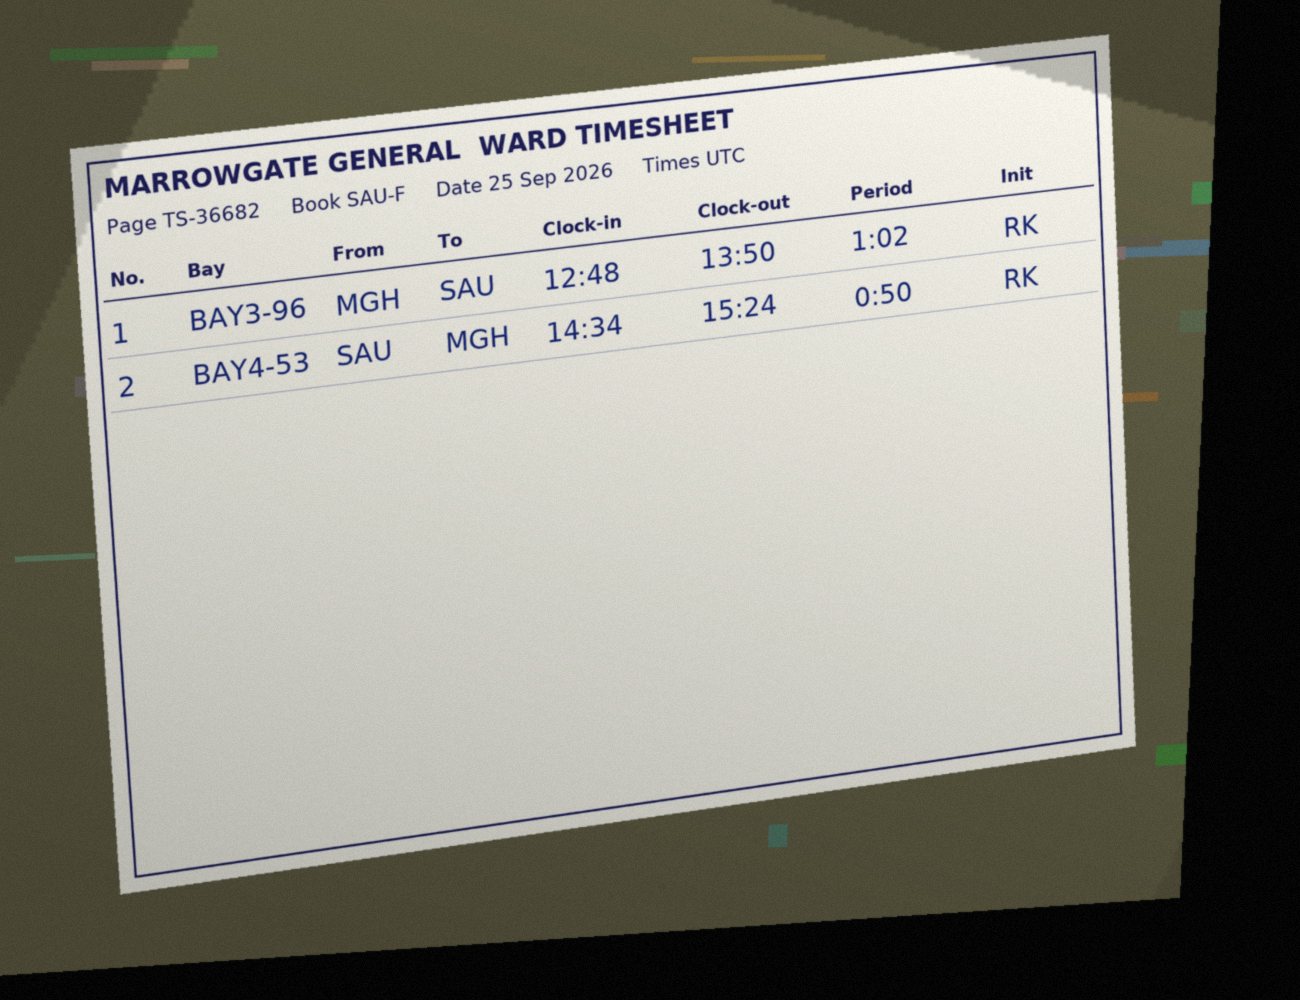 MARROWGATE GENERAL WARD TIMESHEET
Page TS-36682 Book SAU-F Date 25 Sep 2026 Times UTC
No. Bay From To Clock-in Clock-out Period Init
1 BAY3-96 MGH SAU 12:48 13:50 1:02 RK
2 BAY4-53 SAU MGH 14:34 15:24 0:50 RK